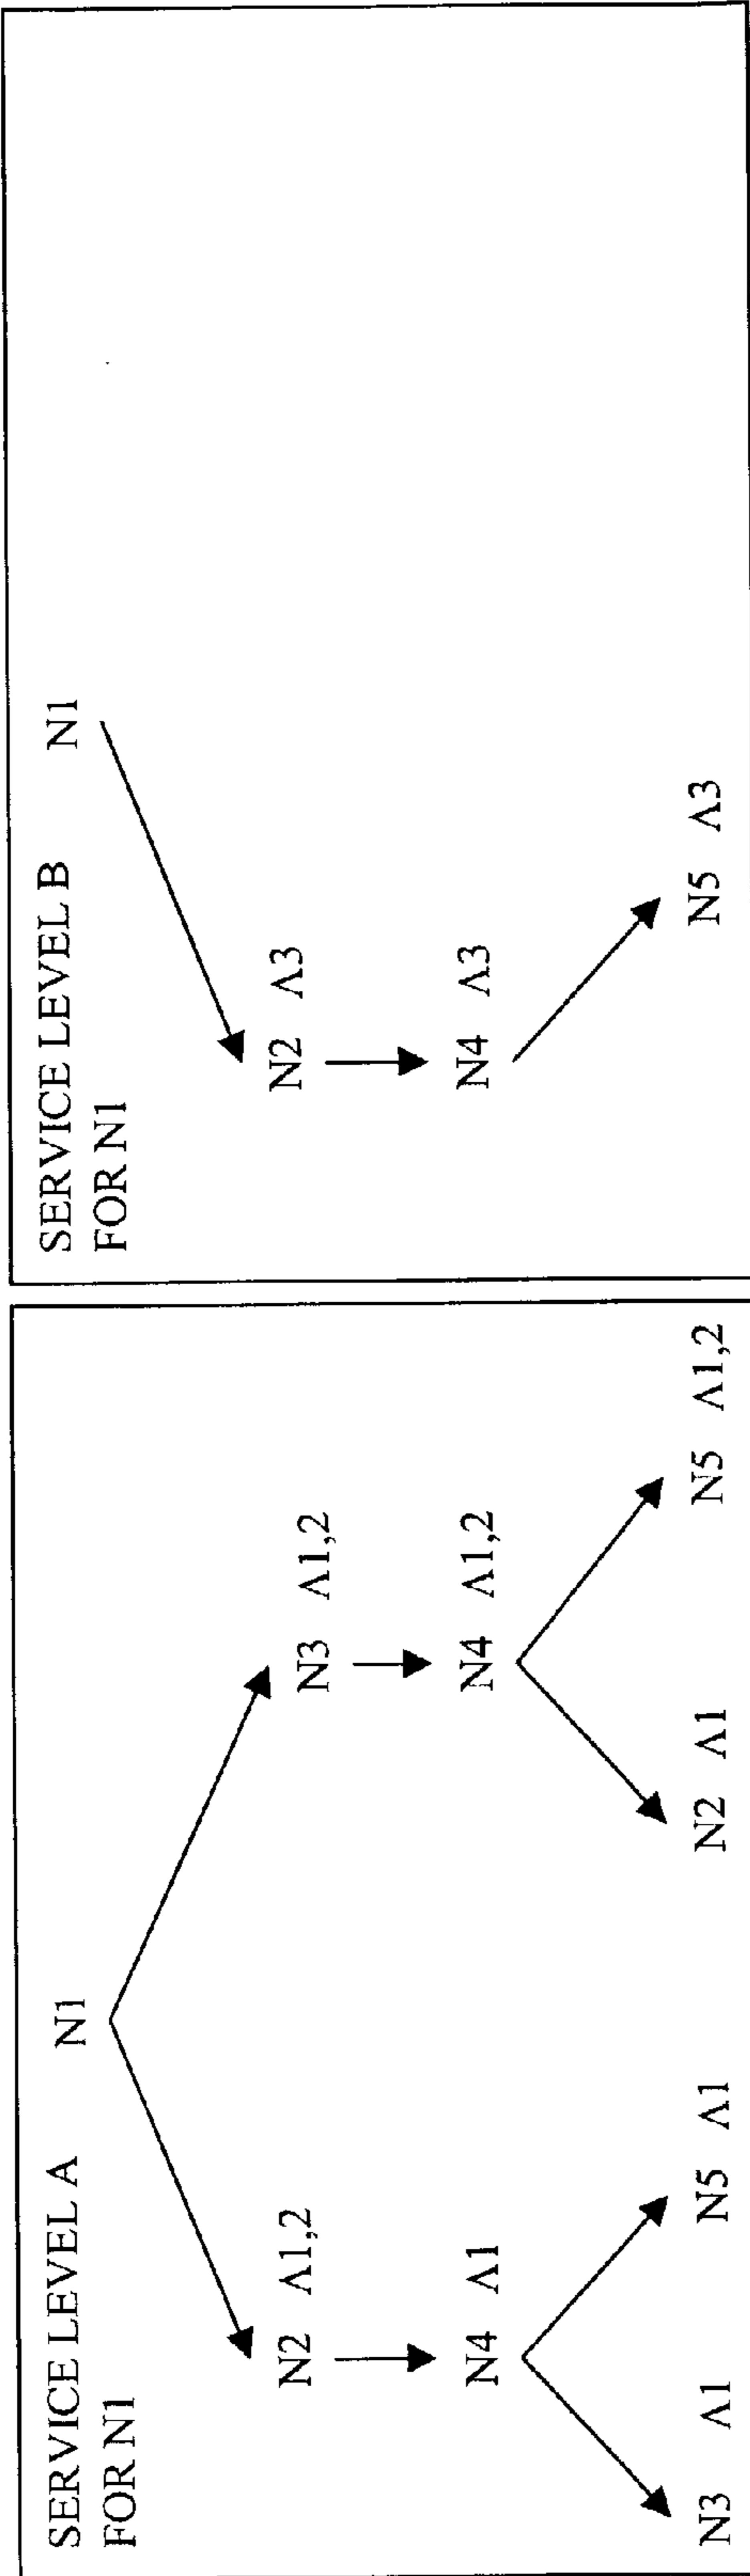 SERVICE LEVEL A
FOR N1
N1
N2 Λ1,2
N3 Λ1,2
N4 Λ1
N4 Λ1,2
N3 Λ1
N5 Λ1
N2 Λ1
N5 Λ1,2
SERVICE LEVEL B
FOR N1
N1
N2 Λ3
N4 Λ3
N5 Λ3